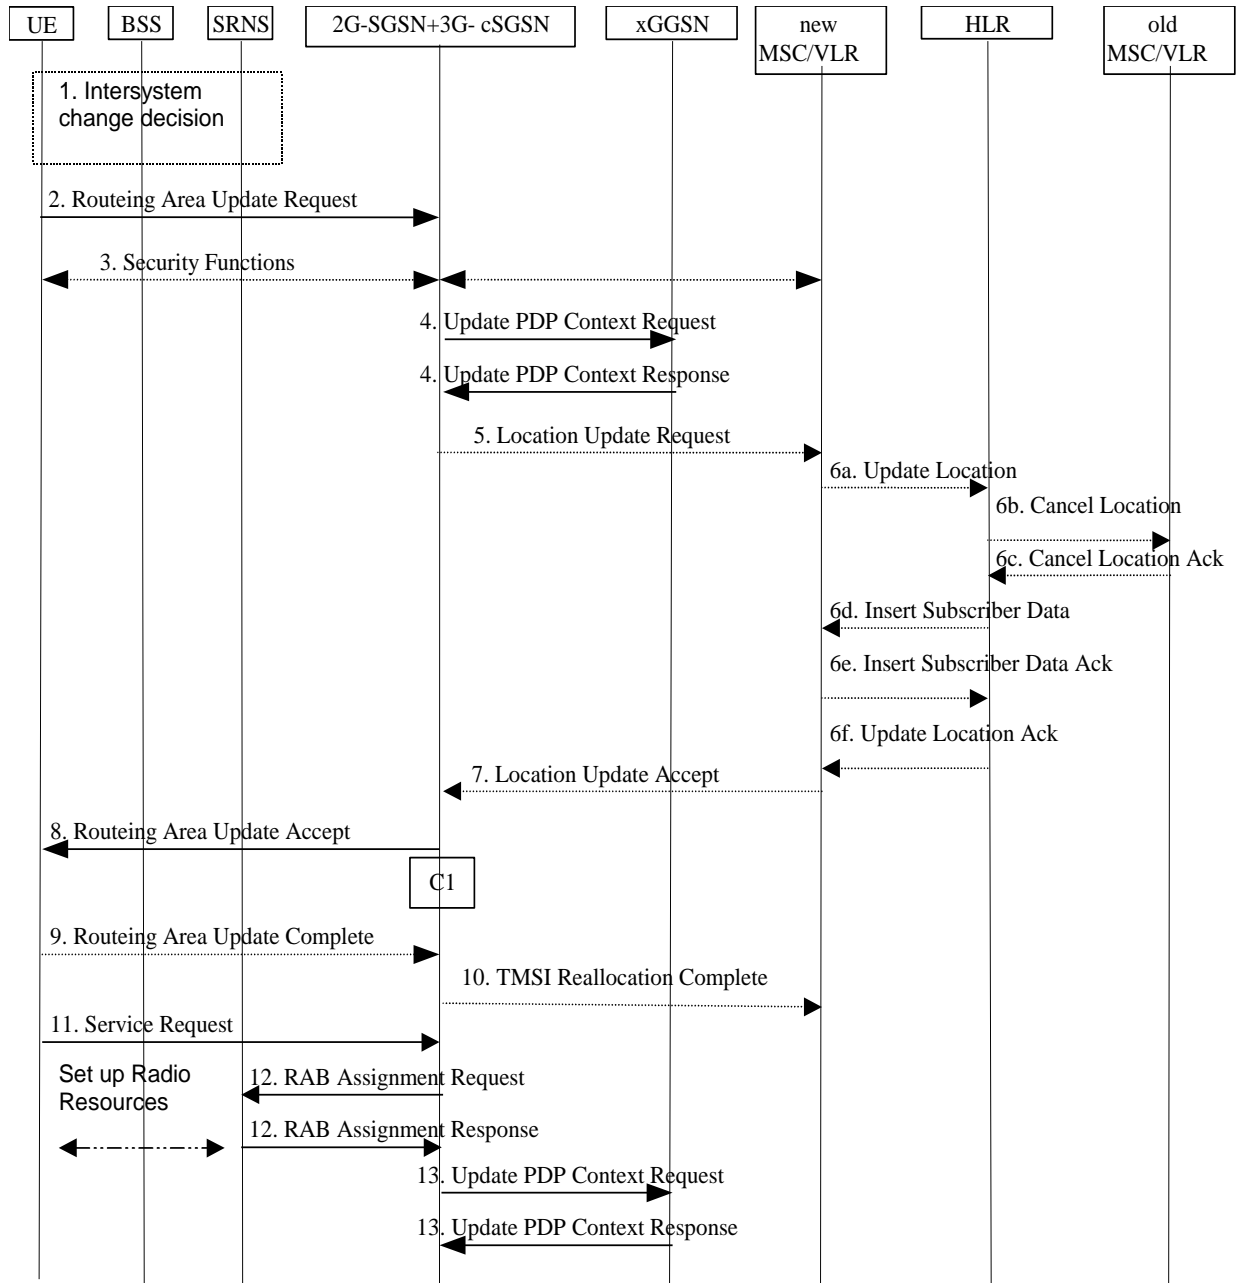 UE
BSS
SRNS
2G-SGSN+3G- cSGSN
xGGSN
new
MSC/VLR
HLR
old
MSC/VLR
1. Intersystem
change decision
2. Routeing Area Update Request
3. Security Functions
4. Update PDP Context Request
4. Update PDP Context Response
5. Location Update Request
6a. Update Location
6b. Cancel Location
6c. Cancel Location Ack
6d. Insert Subscriber Data
6e. Insert Subscriber Data Ack
6f. Update Location Ack
7. Location Update Accept
8. Routeing Area Update Accept
C1
9. Routeing Area Update Complete
10. TMSI Reallocation Complete
11. Service Request
Set up Radio
Resources
12. RAB Assignment Request
12. RAB Assignment Response
13. Update PDP Context Request
13. Update PDP Context Response